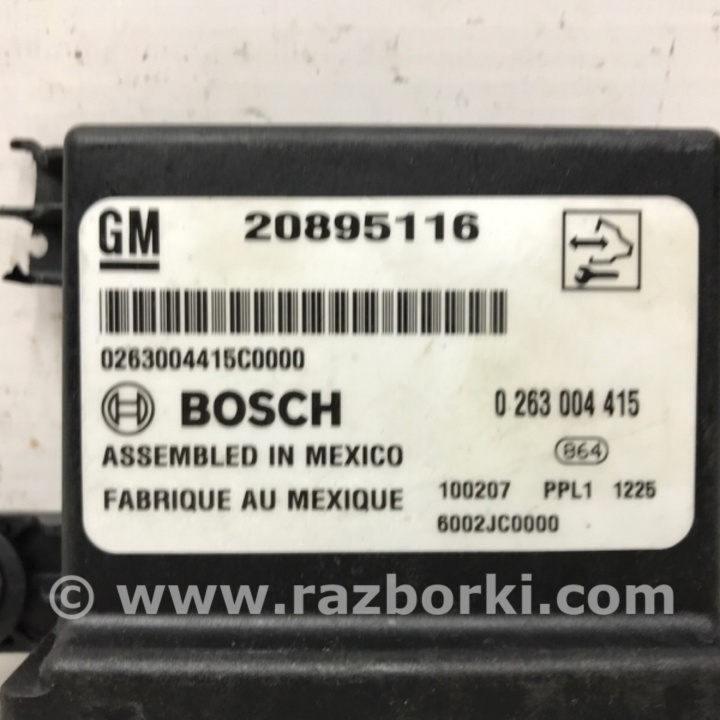 GM 20895116
0263004415C0000
BOSCH 0 263 004 415
ASSEMBLED IN MEXICO 864
FABRIQUE AU MEXIQUE 100207 PPL1 1225
6002JC0000
© www.razborki.com